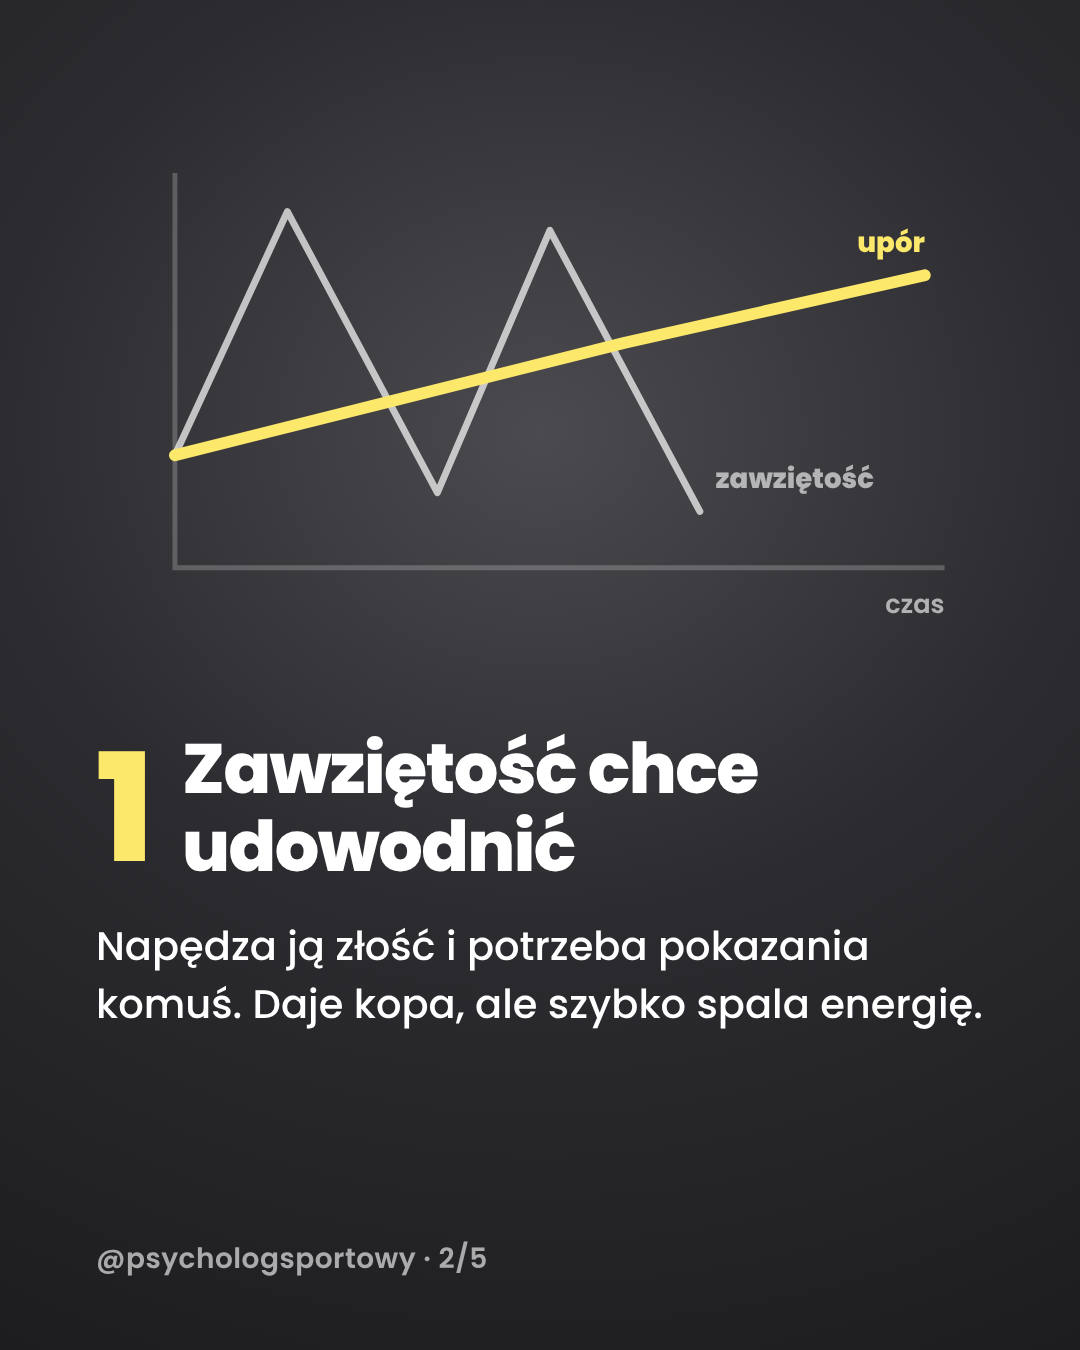 upór
zawziętość
czas
1
Zawziętość chce
udowodnić
Napędza ją złość i potrzeba pokazania
komuś. Daje kopa, ale szybko spala energię.
@psychologsportowy · 2/5